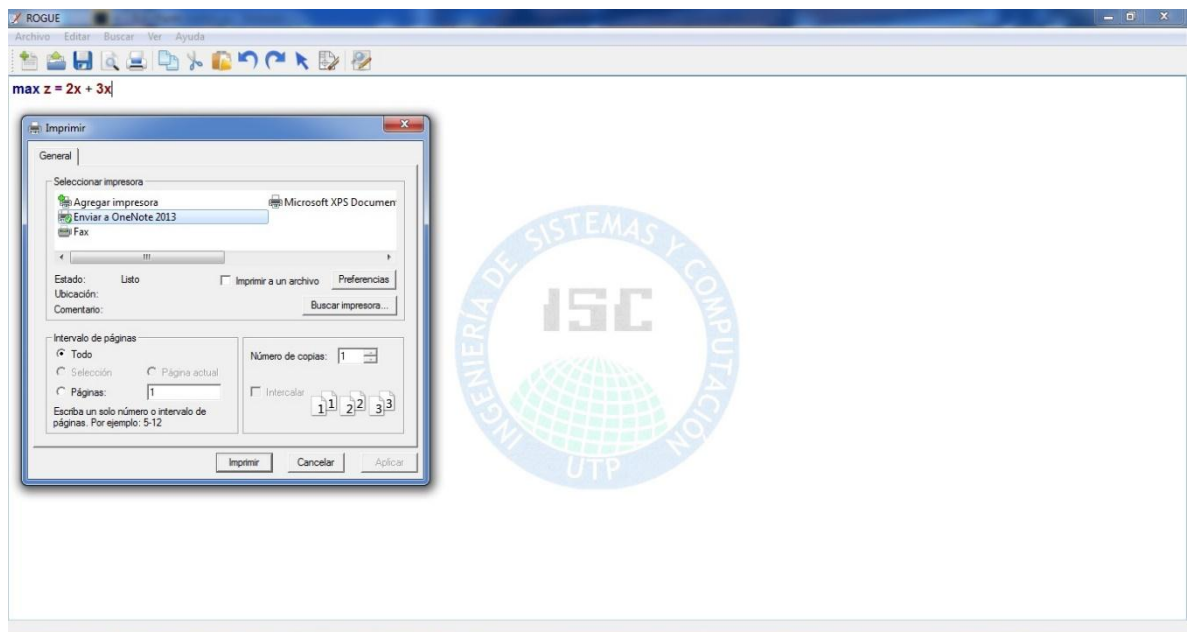 ROGUE
Archivo Editar Buscar Ver Ayuda
max z = 2x + 3x
Imprimir
General
Seleccionar impresora
Agregar impresora Microsoft XPS Documen
Enviar a OneNote 2013
Fax
Estado: Listo Imprimir a un archivo Preferencias
Ubicación:
Comentario: Buscar impresora...
Intervalo de páginas
Todo Número de copias: 1
Selección Página actual
Páginas: 1 Intercalar
Escriba un solo número o intervalo de
páginas. Por ejemplo: 5-12
1 1 2 2 3 3
Imprimir Cancelar Aplicar
INGENIERÍA DE SISTEMAS Y COMPUTACIÓN
ISC
UTP